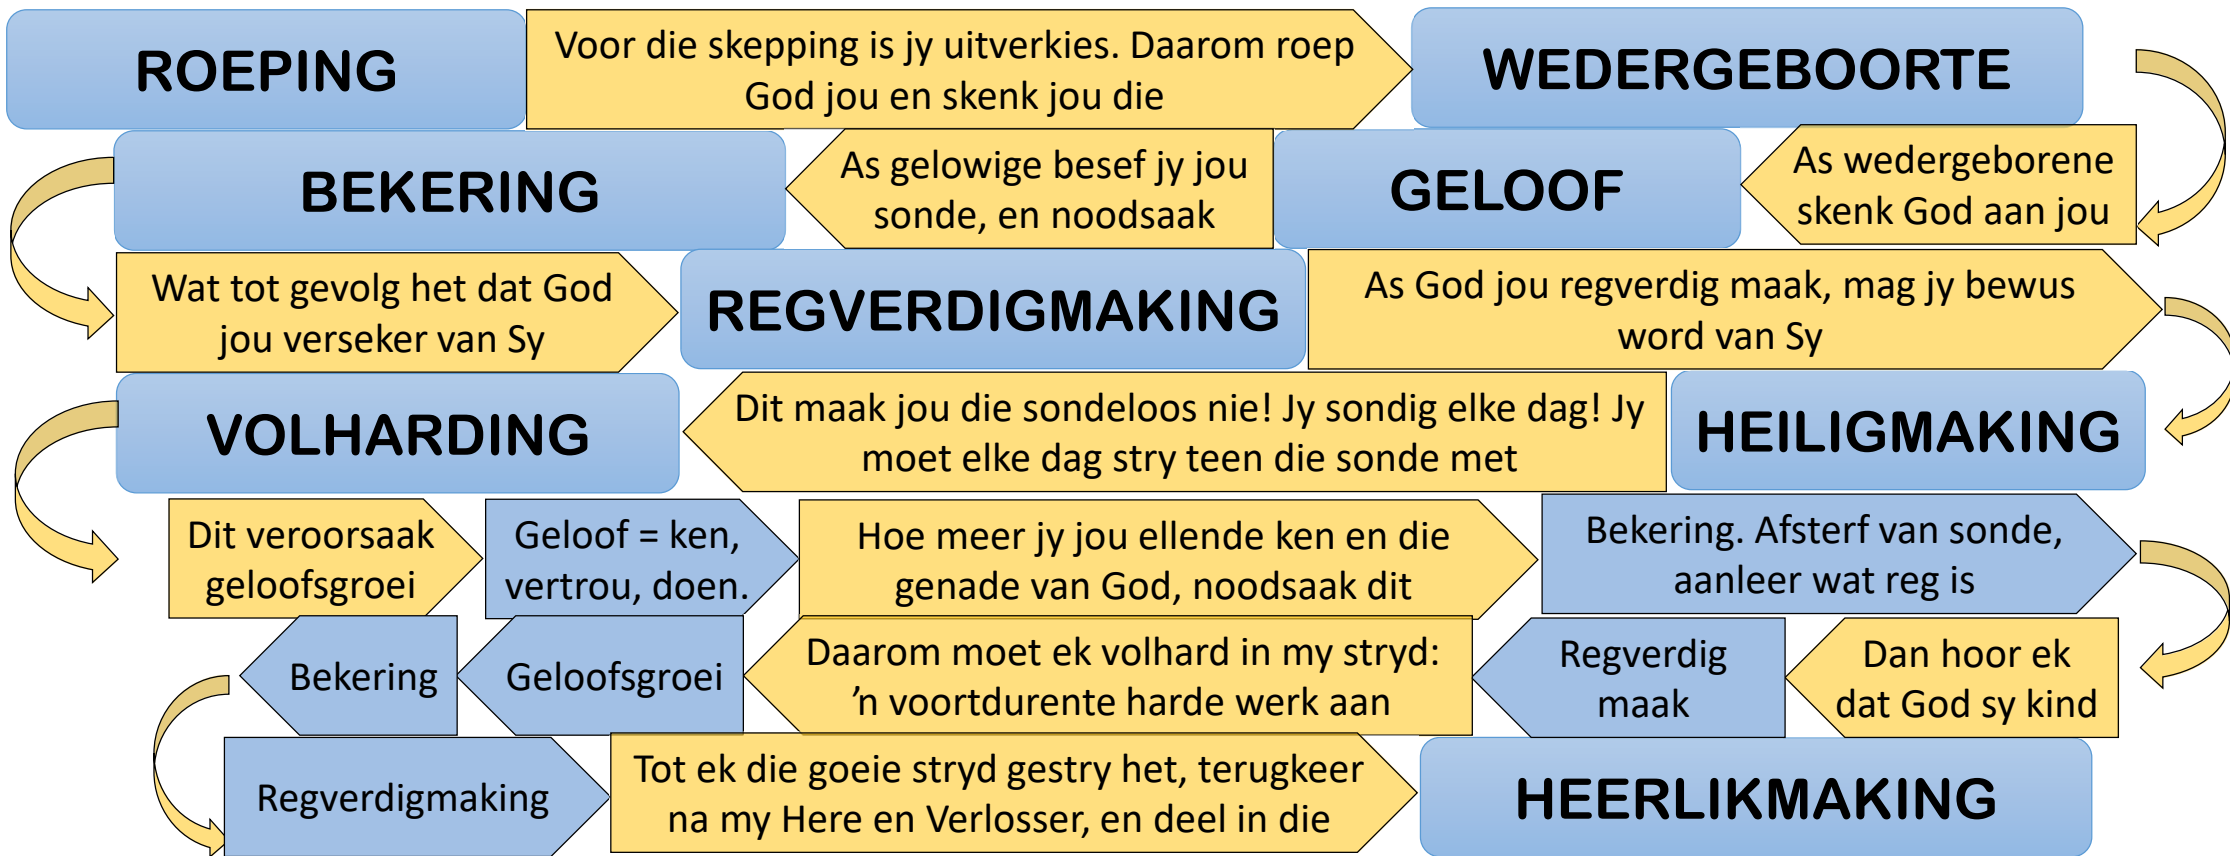 ROEPING
Voor die skepping is jy uitverkies. Daarom roep
God jou en skenk jou die
WEDERGEBOORTE
As wedergeborene
skenk God aan jou
GELOOF
As gelowige besef jy jou
sonde, en noodsaak
BEKERING
Wat tot gevolg het dat God
jou verseker van Sy
REGVERDIGMAKING
As God jou regverdig maak, mag jy bewus
word van Sy
HEILIGMAKING
Dit maak jou die sondeloos nie! Jy sondig elke dag! Jy
moet elke dag stry teen die sonde met
VOLHARDING
Dit veroorsaak
geloofsgroei
Geloof = ken,
vertrou, doen.
Hoe meer jy jou ellende ken en die
genade van God, noodsaak dit
Bekering. Afsterf van sonde,
aanleer wat reg is
Dan hoor ek
dat God sy kind
Regverdig
maak
Daarom moet ek volhard in my stryd:
’n voortdurente harde werk aan
Geloofsgroei
Bekering
Regverdigmaking
Tot ek die goeie stryd gestry het, terugkeer
na my Here en Verlosser, en deel in die
HEERLIKMAKING